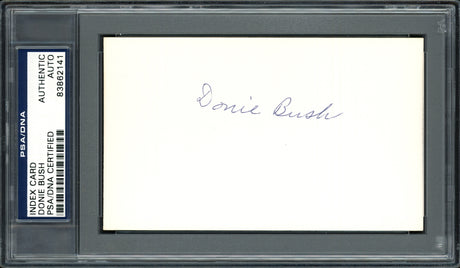 PSA/DNA
INDEX CARD
DONIE BUSH
PSA/DNA CERTIFIED
AUTHENTIC
AUTO
83862141
Donie Bush